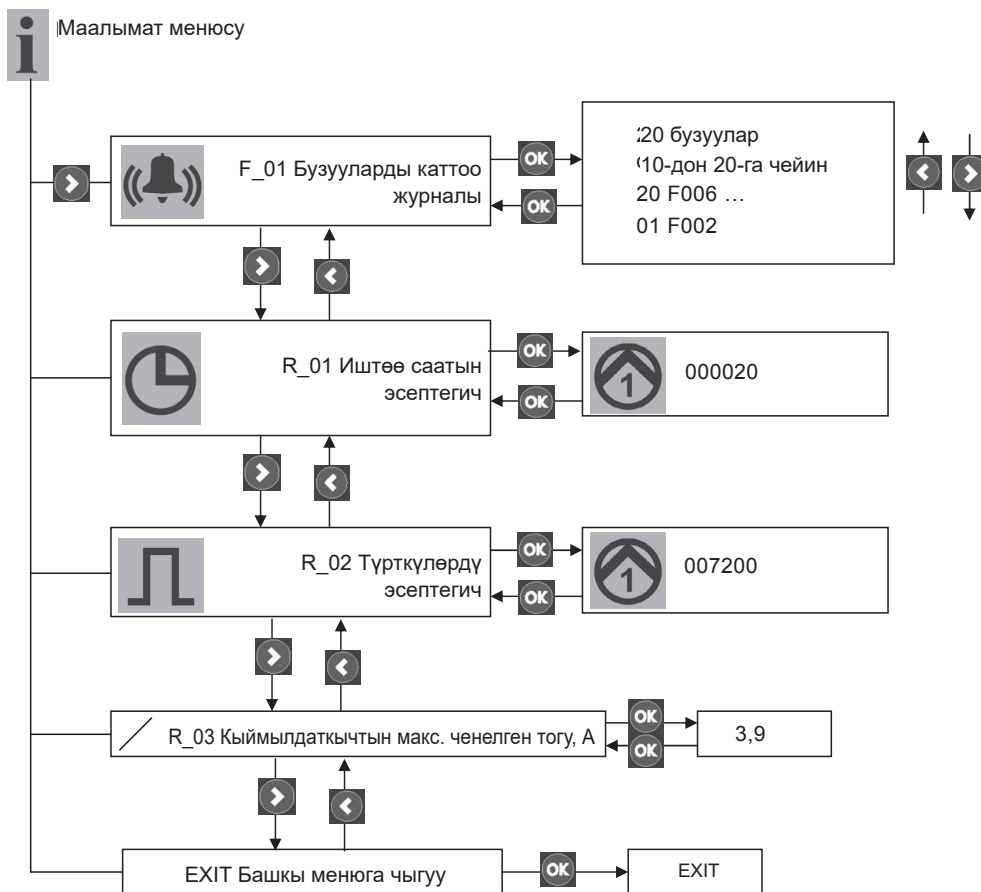 Маалымат менюсу
F_01 Бузууларды каттоо
журналы
OK
OK
20 бузуулар
10-дон 20-га чейин
20 F006 …
01 F002
R_01 Иштөө саатын
эсептегич
OK
OK
1
000020
R_02 Түрткүлөрдү
эсептегич
OK
OK
1
007200
R_03 Кыймылдаткычтын макс. ченелген тогу, А
OK
OK
3,9
EXIT Башкы менюга чыгуу
OK
EXIT